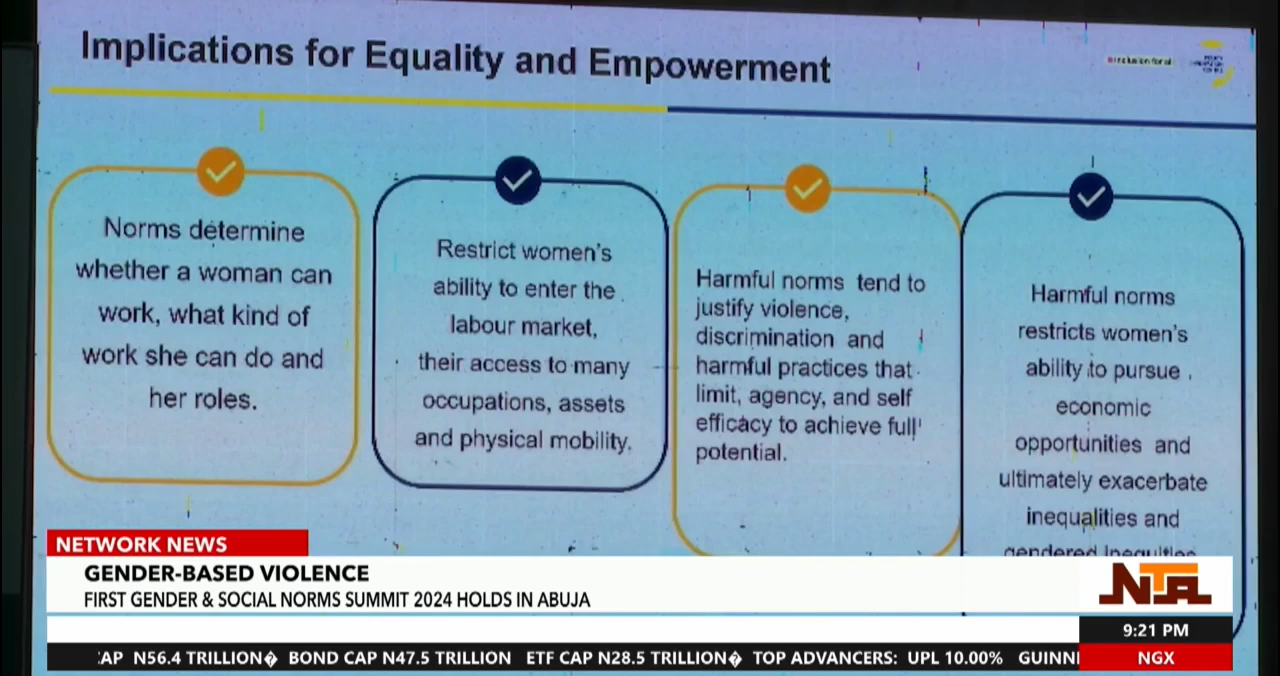 Implications for Equality and Empowerment
Norms determine
whether a woman can
work, what kind of
work she can do and
her roles.
Restrict women's
ability to enter the
labour market,
their access to many
occupations, assets
and physical mobility.
Harmful norms tend to
justify violence,
discrimination and
harmful practices that
limit, agency, and self
efficacy to achieve full
potential.
Harmful norms
restricts women's
ability to pursue
economic
opportunities and
ultimately exacerbate
inequalities and
gendered
NETWORK NEWS
GENDER-BASED VIOLENCE
FIRST GENDER & SOCIAL NORMS SUMMIT 2024 HOLDS IN ABUJA
NTA
9:21 PM
AP N56.4 TRILLION� BOND CAP N47.5 TRILLION ETF CAP N28.5 TRILLION� TOP ADVANCERS: UPL 10.00% GUINN
NGX